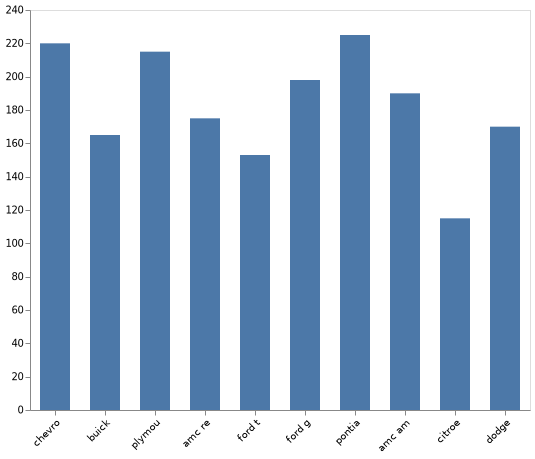 240
220
200
180
160
140
120
100
80
60
40
20
0
chevro
buick
plymou
amc re
ford t
ford g
pontia
amc am
citroe
dodge